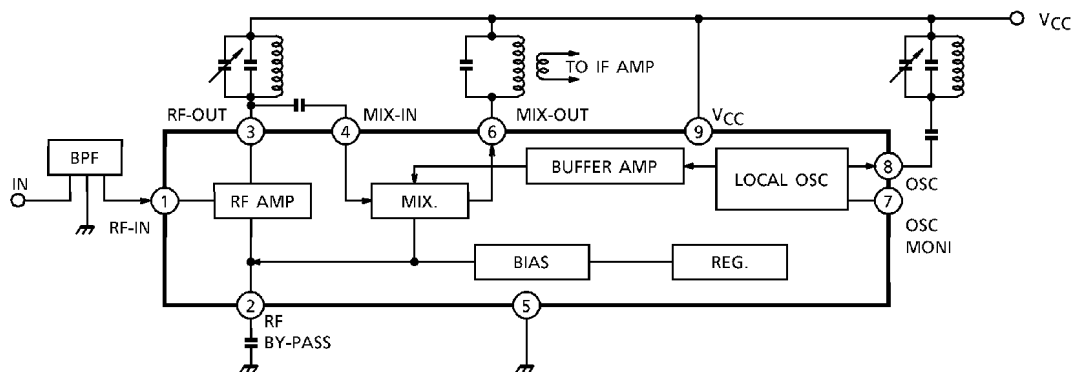 VCC
TO IF AMP
RF-OUT
MIX-IN
MIX-OUT
VCC
3
4
6
9
BPF
IN
1
RF-IN
RF AMP
MIX.
BUFFER AMP
LOCAL OSC
8
OSC
7
OSC
MONI
BIAS
REG.
2
RF
BY-PASS
5